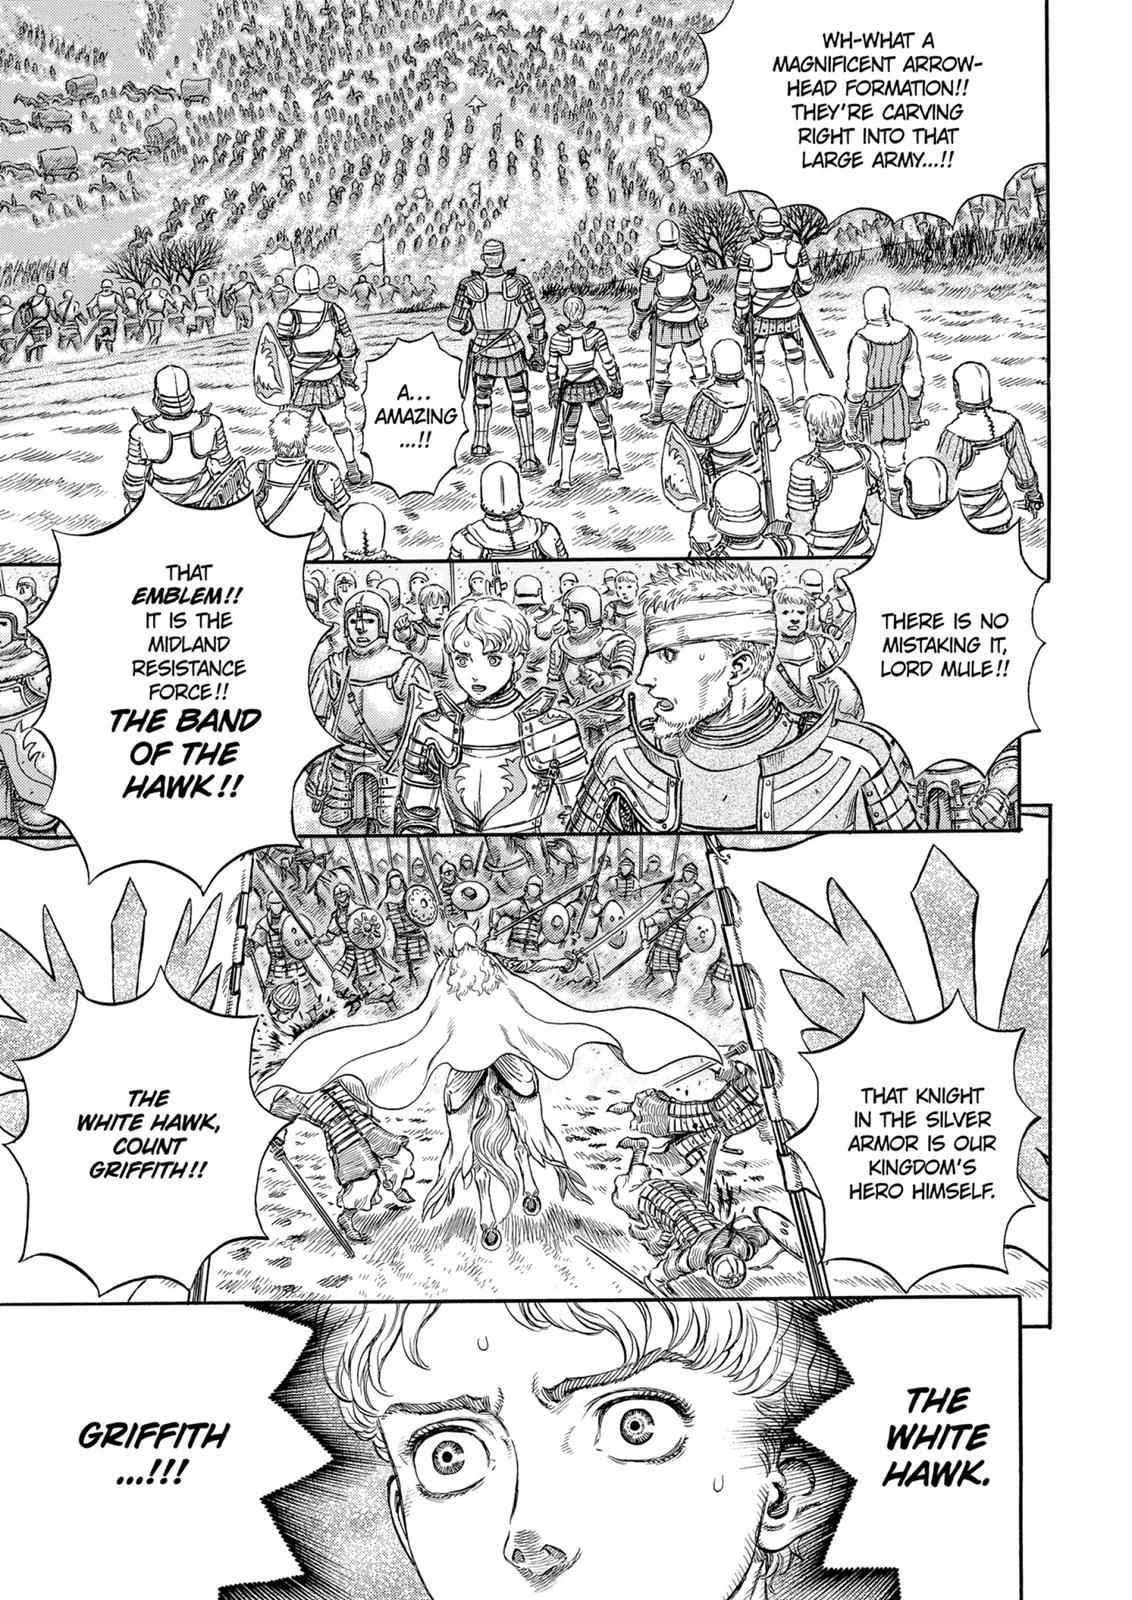 WH-WHAT A
MAGNIFICENT ARROW-
HEAD FORMATION!!
THEY'RE CARVING
RIGHT INTO THAT
LARGE ARMY...!!
A...
AMAZING
...!!
THERE IS NO
MISTAKING IT,
LORD MULE!!
THAT
EMBLEM!!
IT IS THE
MIDLAND
RESISTANCE
FORCE!!
THE BAND
OF THE
HAWK!!
THAT KNIGHT
IN THE SILVER
ARMOR IS OUR
KINGDOM'S
HERO HIMSELF.
THE
WHITE HAWK,
COUNT
GRIFFITH!!
THE
WHITE
HAWK.
GRIFFITH
...!!!